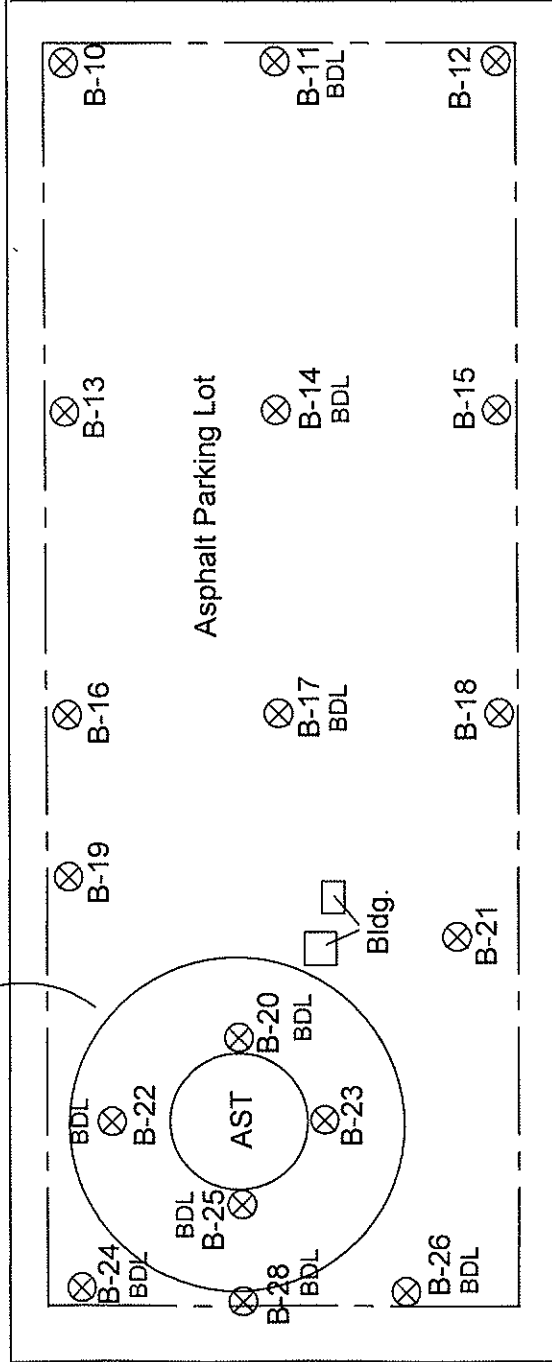 B-10
B-11
BDL
B-12
B-13
B-14
BDL
B-15
Asphalt Parking Lot
B-16
B-17
BDL
B-18
B-19
Bldg.
B-21
B-20
BDL
BDL
B-22
AST
B-23
BDL
B-25
B-24
BDL
B-28
BDL
B-26
BDL